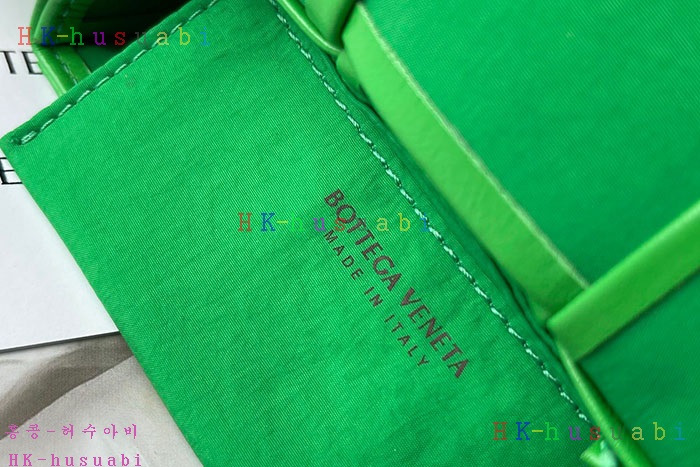 HK-husuabi
TE
E
HK-husuabi
BOTTEGA VENETA
MADE IN ITALY
홍콩-허수아비
HK-husuabi
HK-husuabi